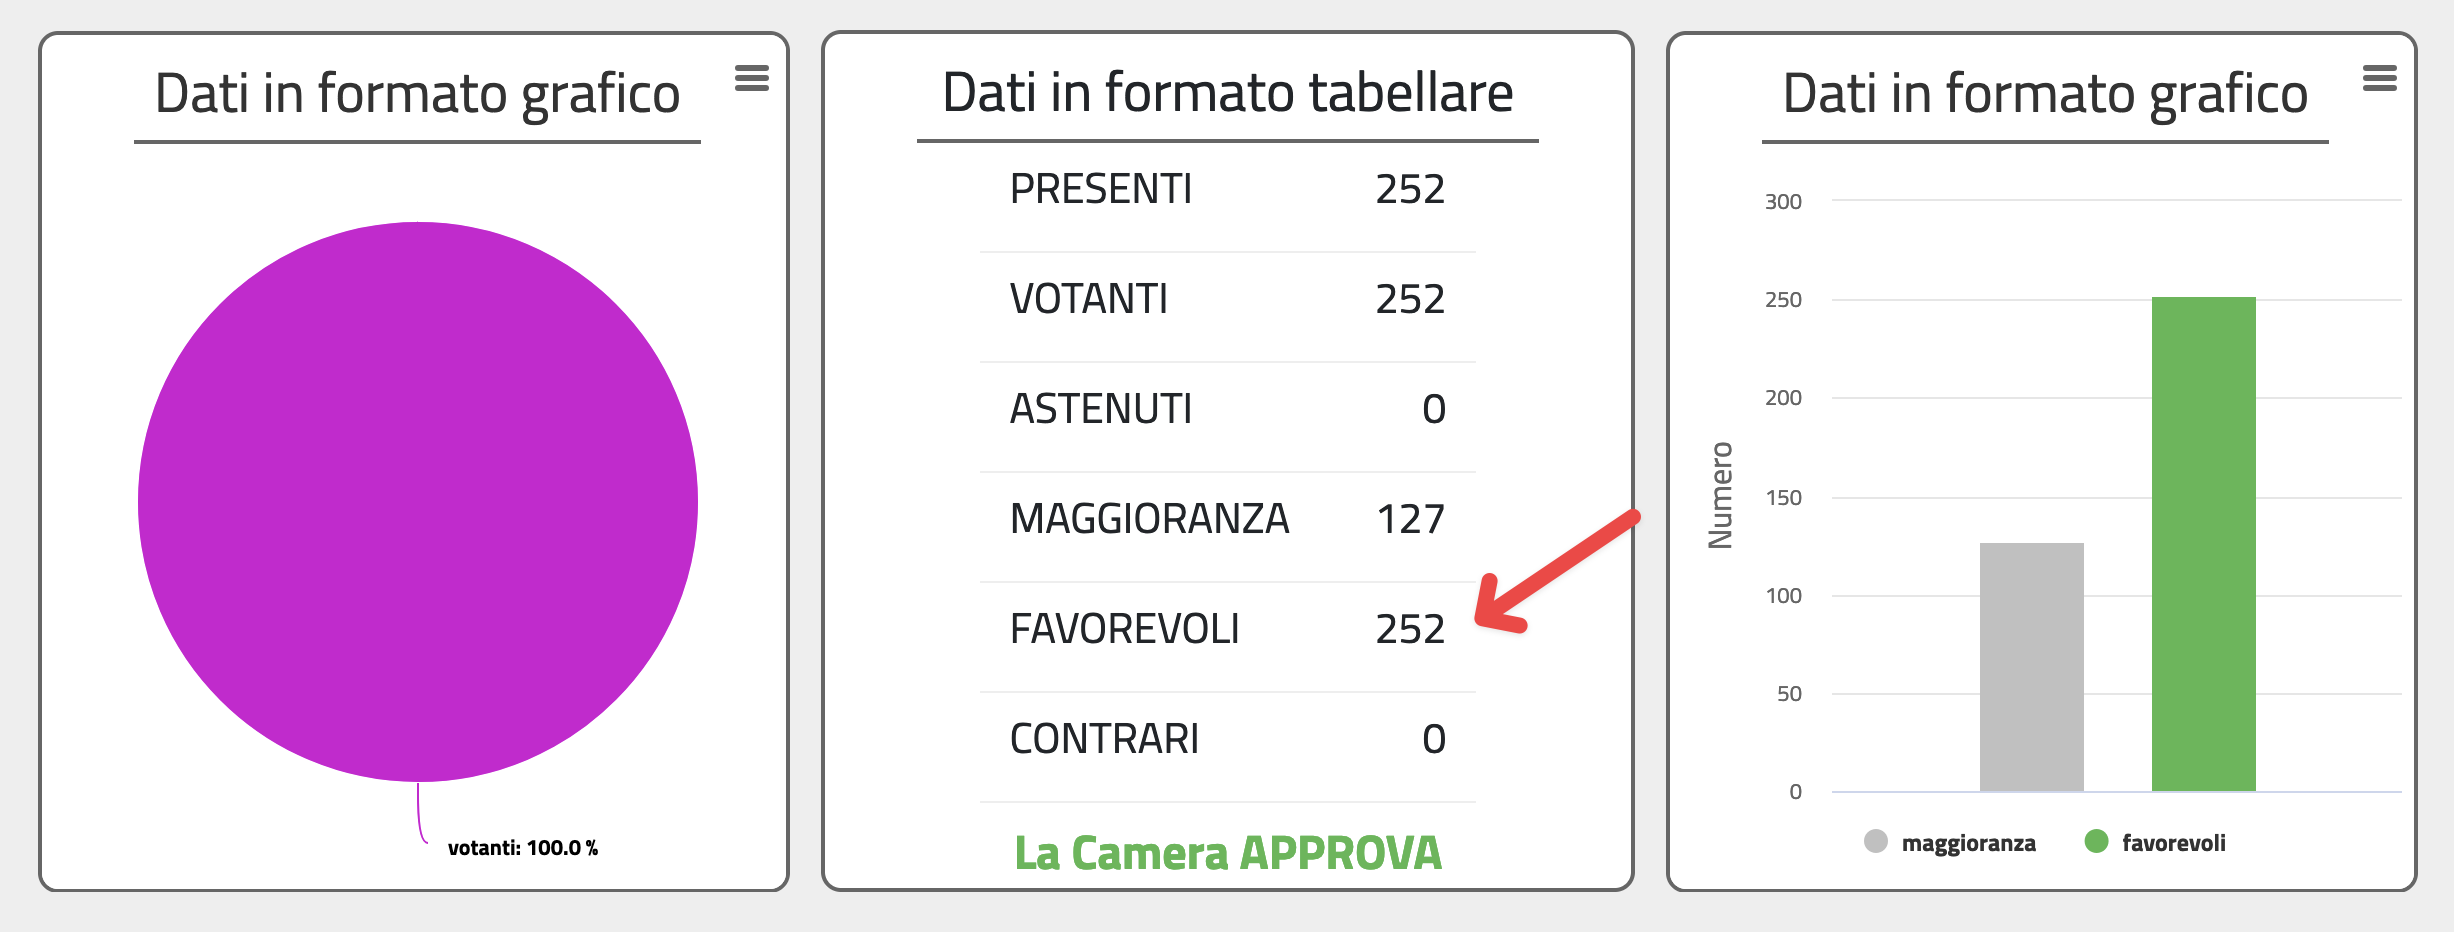 Dati in formato grafico
votanti: 100.0 %
Dati in formato tabellare
PRESENTI 252
VOTANTI 252
ASTENUTI 0
MAGGIORANZA 127
FAVOREVOLI 252
CONTRARI 0
La Camera APPROVA
Dati in formato grafico
Numero
300
250
200
150
100
50
0
maggioranza favorevoli